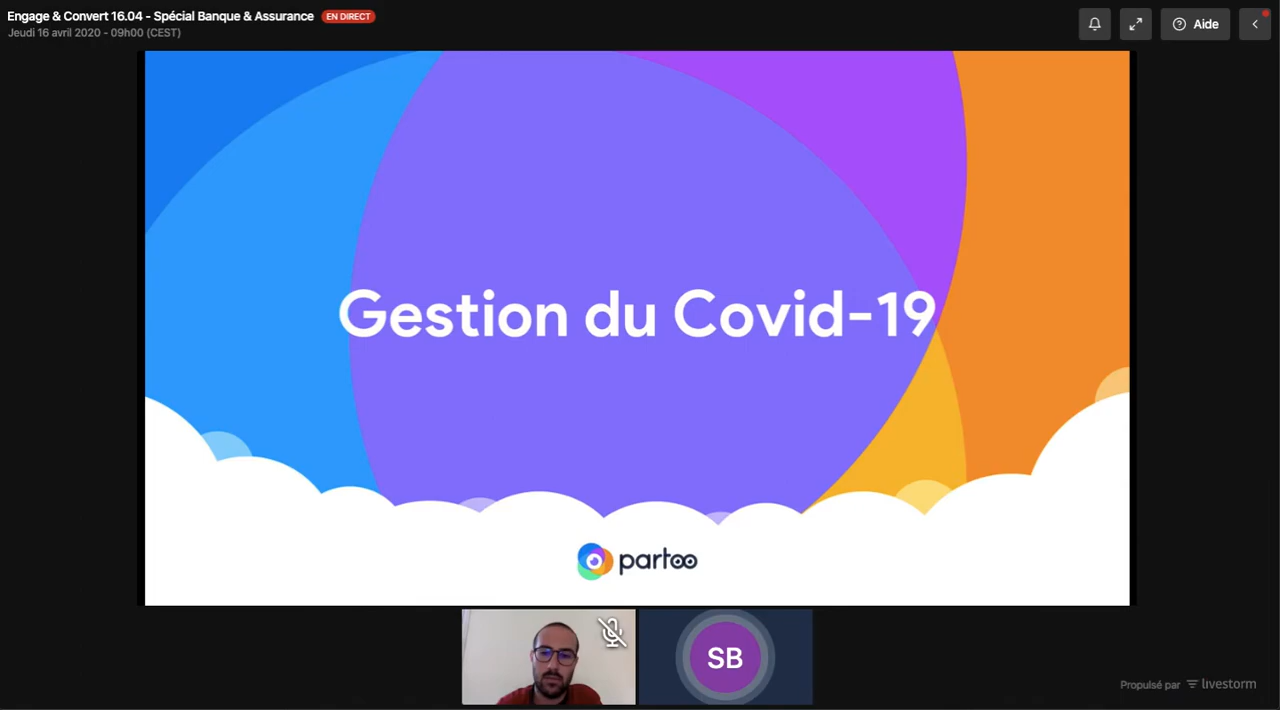 Engage & Convert 16.04 - Spécial Banque & Assurance EN DIRECT
Jeudi 16 avril 2020 - 09h00 (CEST)
Aide
Gestion du Covid-19
partoo
SB
Propulsé par livestorm